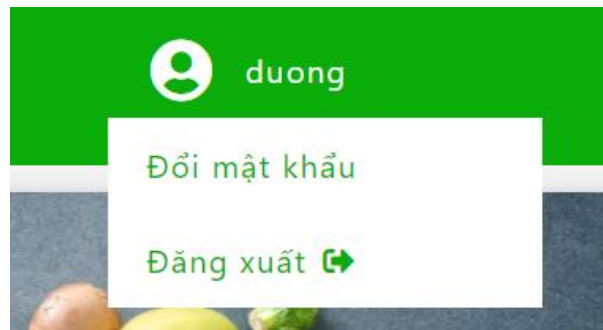 duong
Đổi mật khẩu
Đăng xuất